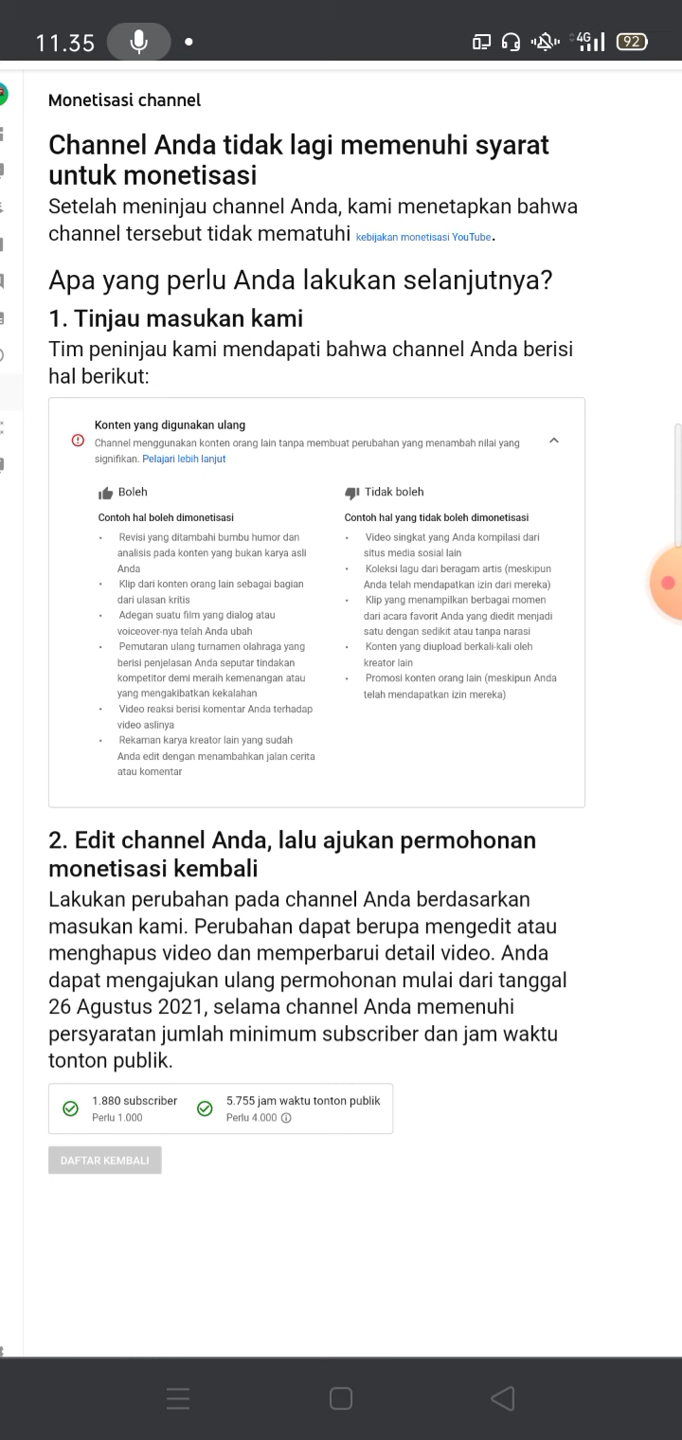 11.35
4G
92
Monetisasi channel
Channel Anda tidak lagi memenuhi syarat
untuk monetisasi
Setelah meninjau channel Anda, kami menetapkan bahwa
channel tersebut tidak mematuhi kebijakan monetisasi YouTube.
Apa yang perlu Anda lakukan selanjutnya?
1. Tinjau masukan kami
Tim peninjau kami mendapati bahwa channel Anda berisi
hal berikut:
Konten yang digunakan ulang
Channel menggunakan konten orang lain tanpa membuat perubahan yang menambah nilai yang
signifikan. Pelajari lebih lanjut
Boleh
Contoh hal boleh dimonetisasi
• Revisi yang ditambahi bumbu humor dan
analisis pada konten yang bukan karya asli
Anda
• Klip dari konten orang lain sebagai bagian
dari ulasan kritis
• Adegan suatu film yang dialog atau
voiceover-nya telah Anda ubah
• Pemutaran ulang turnamen olahraga yang
berisi penjelasan Anda seputar tindakan
kompetitor demi meraih kemenangan atau
yang mengakibatkan kekalahan
• Video reaksi berisi komentar Anda terhadap
video aslinya
• Rekaman karya kreator lain yang sudah
Anda edit dengan menambahkan jalan cerita
atau komentar
Tidak boleh
Contoh hal yang tidak boleh dimonetisasi
• Video singkat yang Anda kompilasi dari
situs media sosial lain
• Koleksi lagu dari beragam artis (meskipun
Anda telah mendapatkan izin dari mereka)
• Klip yang menampilkan berbagai momen
dari acara favorit Anda yang diedit menjadi
satu dengan sedikit atau tanpa narasi
• Konten yang diupload berkali-kali oleh
kreator lain
• Promosi konten orang lain (meskipun Anda
telah mendapatkan izin mereka)
2. Edit channel Anda, lalu ajukan permohonan
monetisasi kembali
Lakukan perubahan pada channel Anda berdasarkan
masukan kami. Perubahan dapat berupa mengedit atau
menghapus video dan memperbarui detail video. Anda
dapat mengajukan ulang permohonan mulai dari tanggal
26 Agustus 2021, selama channel Anda memenuhi
persyaratan jumlah minimum subscriber dan jam waktu
tonton publik.
1.880 subscriber
Perlu 1.000
5.755 jam waktu tonton publik
Perlu 4.000
DAFTAR KEMBALI